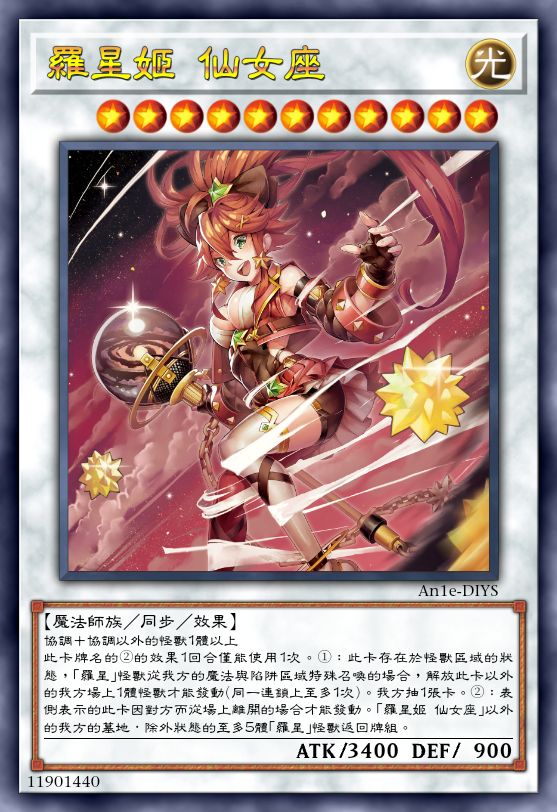 羅星姬 仙女座
光
An1e-DIYS
【魔法師族／同步／效果】
協調＋協調以外的怪獸1體以上
此卡牌名的②的效果1回合僅能使用1次。①：此卡存在於怪獸區域的狀
態，「羅星」怪獸從我方的魔法與陷阱區域特殊召喚的場合，解放此卡以外
的我方場上1體怪獸才能發動(同一連鎖上至多1次)。我方抽1張卡。②：表
側表示的此卡因對方而從場上離開的場合才能發動。「羅星姬 仙女座」以外
的我方的墓地·除外狀態的至多5體「羅星」怪獸返回牌組。
ATK/3400 DEF/ 900
11901440